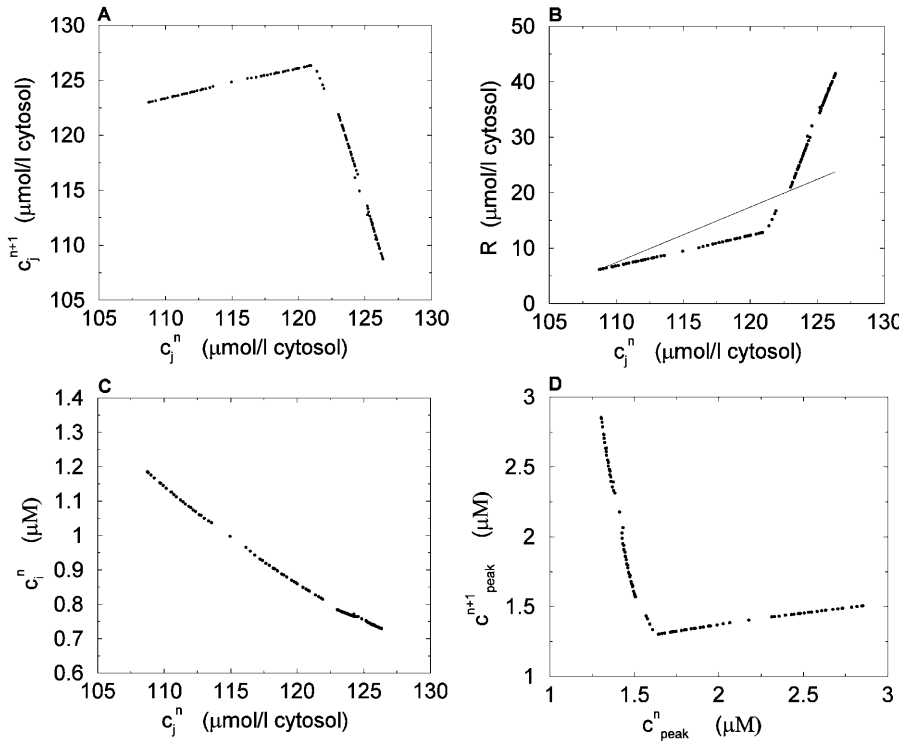 A
130
125
120
115
110
105
105 110 115 120 125 130
c_j^{n+1} (μmol/l cytosol)
c_j^n (μmol/l cytosol)
B
50
40
30
20
10
0
105 110 115 120 125 130
R (μmol/l cytosol)
c_j^n (μmol/l cytosol)
C
1.4
1.3
1.2
1.1
1
0.9
0.8
0.7
0.6
105 110 115 120 125 130
c_i^n (μM)
c_j^n (μmol/l cytosol)
D
3
2.5
2
1.5
1
1 1.5 2 2.5 3
c^{n+1}_{peak} (μM)
c^n_{peak} (μM)